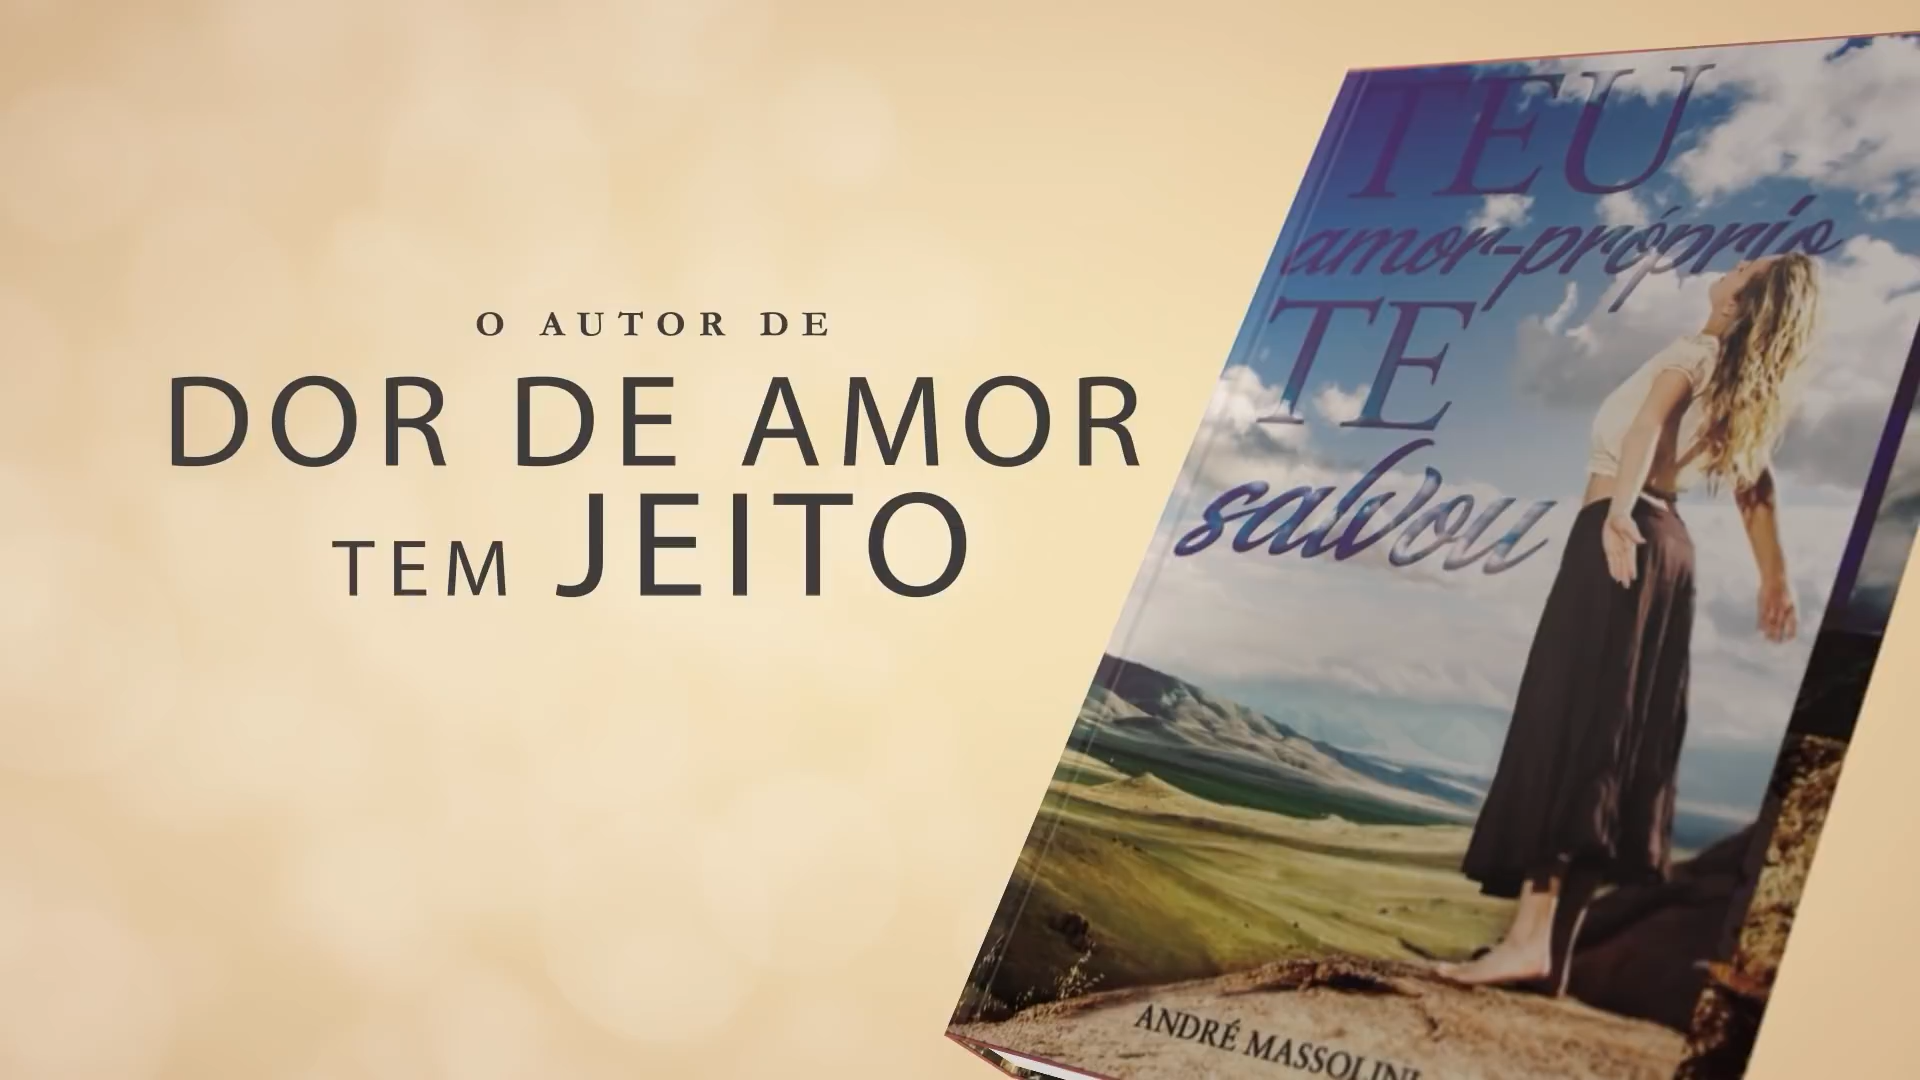 O AUTOR DE
DOR DE AMOR
TEM JEITO
TEU
amor-próprio
TE
salvou
ANDRÉ MASSOLINI